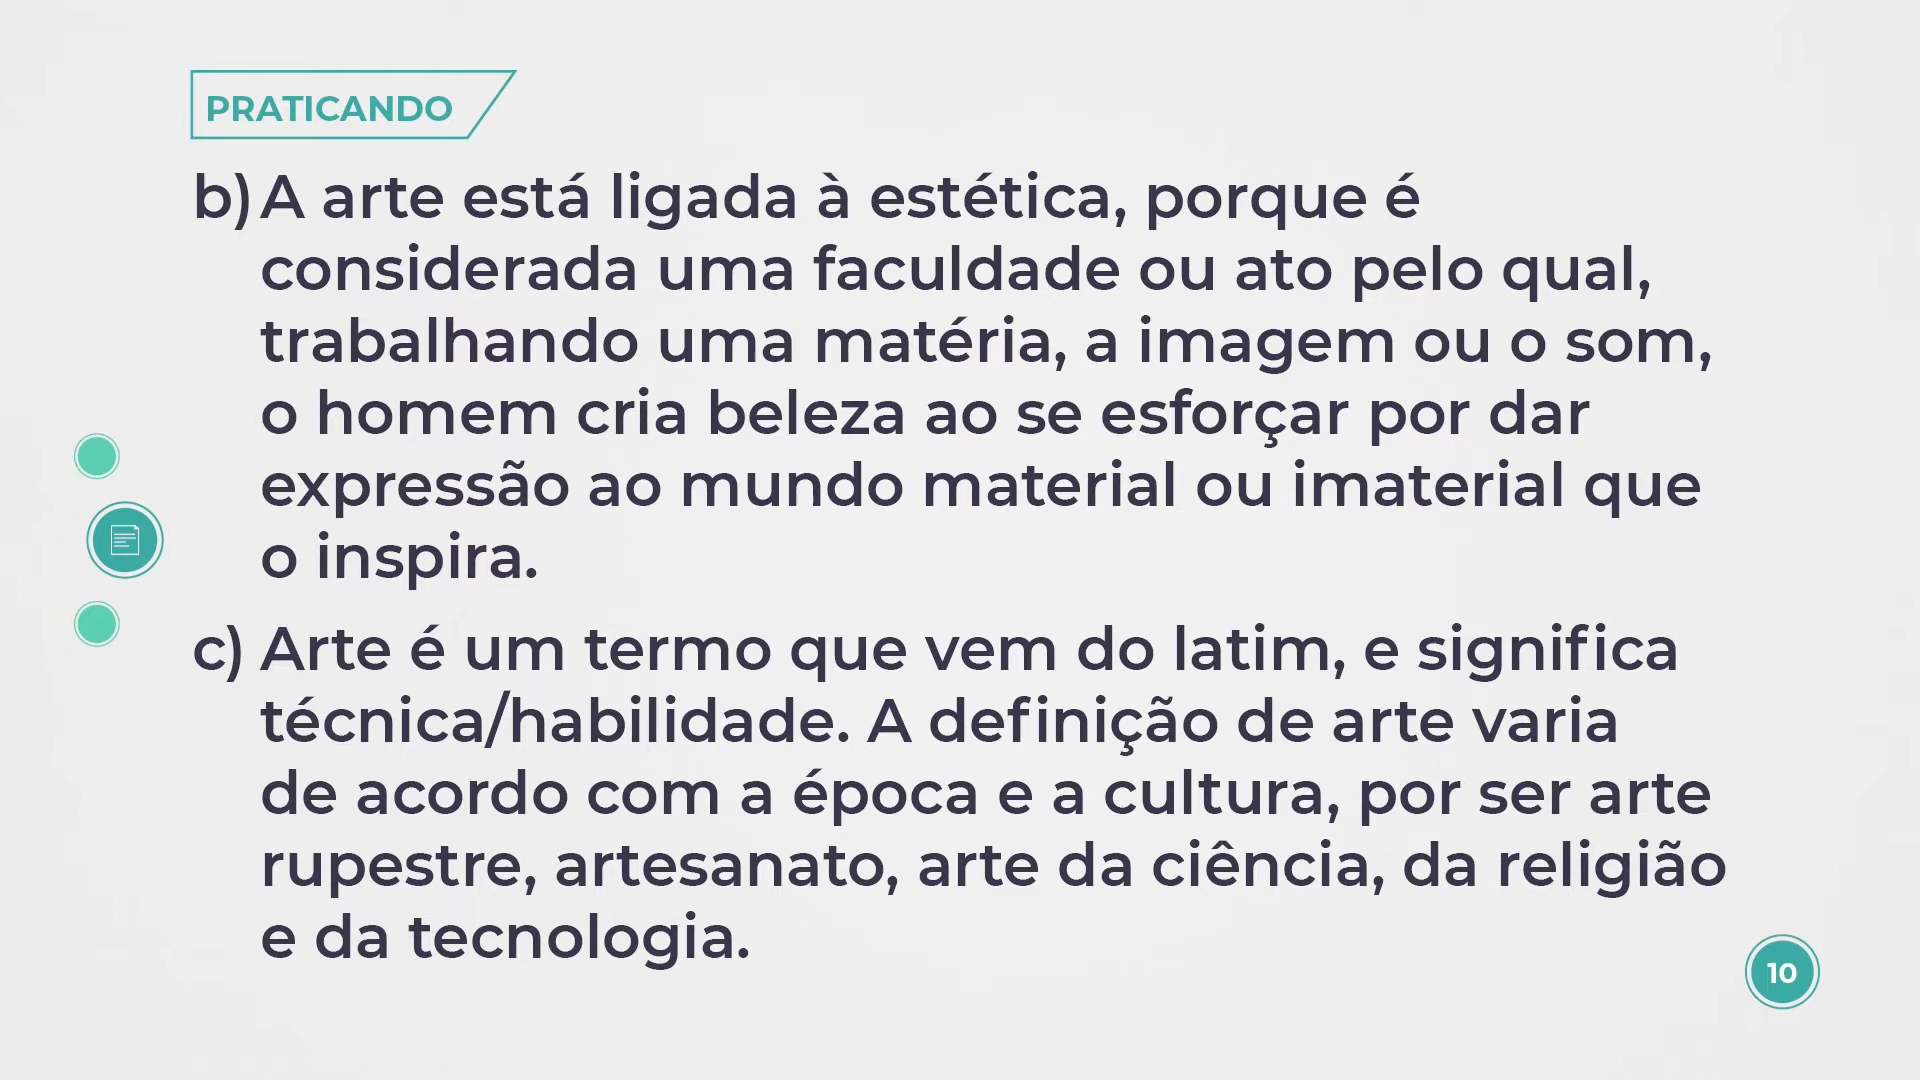 PRATICANDO
b) A arte está ligada à estética, porque é
considerada uma faculdade ou ato pelo qual,
trabalhando uma matéria, a imagem ou o som,
o homem cria beleza ao se esforçar por dar
expressão ao mundo material ou imaterial que
o inspira.
c) Arte é um termo que vem do latim, e significa
técnica/habilidade. A definição de arte varia
de acordo com a época e a cultura, por ser arte
rupestre, artesanato, arte da ciência, da religião
e da tecnologia.
10